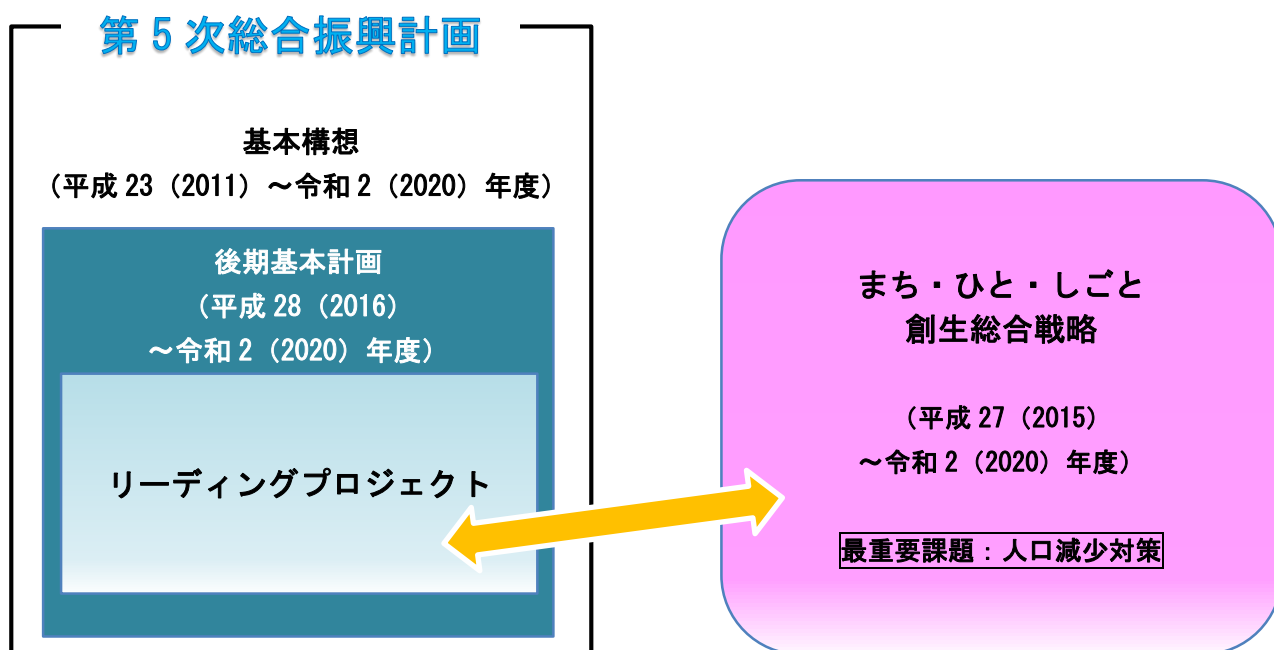 第５次総合振興計画
基本構想
（平成 23（2011）～令和 2（2020）年度）
後期基本計画
（平成 28（2016）
～令和 2（2020）年度）
リーディングプロジェクト
まち・ひと・しごと
創生総合戦略
（平成 27（2015）
～令和 2（2020）年度）
最重要課題：人口減少対策